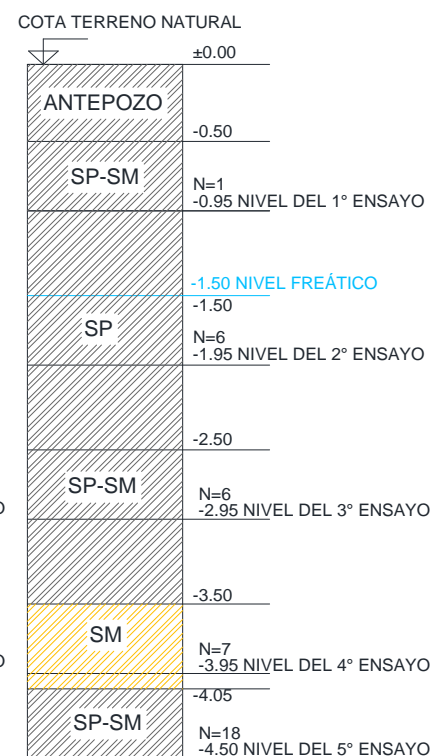 COTA TERRENO NATURAL
±0.00
ANTEPOZO
-0.50
SP-SM
N=1
-0.95 NIVEL DEL 1° ENSAYO
-1.50 NIVEL FREÁTICO
-1.50
SP
N=6
-1.95 NIVEL DEL 2° ENSAYO
-2.50
SP-SM
N=6
-2.95 NIVEL DEL 3° ENSAYO
-3.50
SM
N=7
-3.95 NIVEL DEL 4° ENSAYO
-4.05
SP-SM
N=18
-4.50 NIVEL DEL 5° ENSAYO